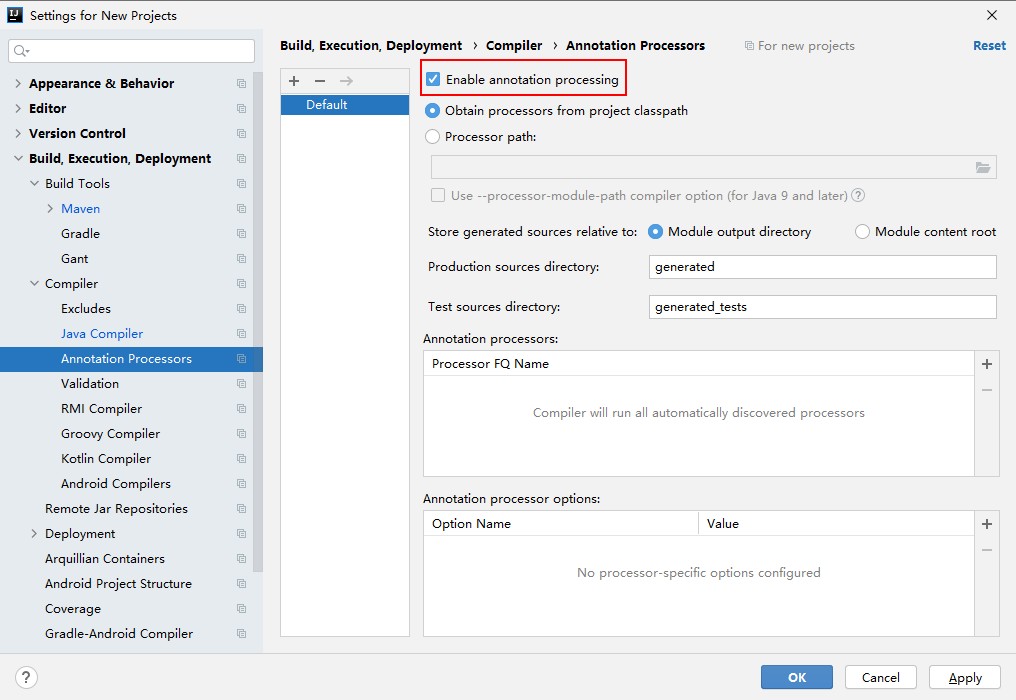 IJ
Settings for New Projects
Appearance & Behavior
Editor
Version Control
Build, Execution, Deployment
Build Tools
Maven
Gradle
Gant
Compiler
Excludes
Java Compiler
Annotation Processors
Validation
RMI Compiler
Groovy Compiler
Kotlin Compiler
Android Compilers
Remote Jar Repositories
Deployment
Arquillian Containers
Android Project Structure
Coverage
Gradle-Android Compiler
Build, Execution, Deployment › Compiler › Annotation Processors
For new projects
Reset
Default
Enable annotation processing
Obtain processors from project classpath
Processor path:
Use --processor-module-path compiler option (for Java 9 and later) ?
Store generated sources relative to: Module output directory Module content root
Production sources directory: generated
Test sources directory: generated_tests
Annotation processors:
Processor FQ Name
Compiler will run all automatically discovered processors
Annotation processor options:
Option Name Value
No processor-specific options configured
? OK Cancel Apply